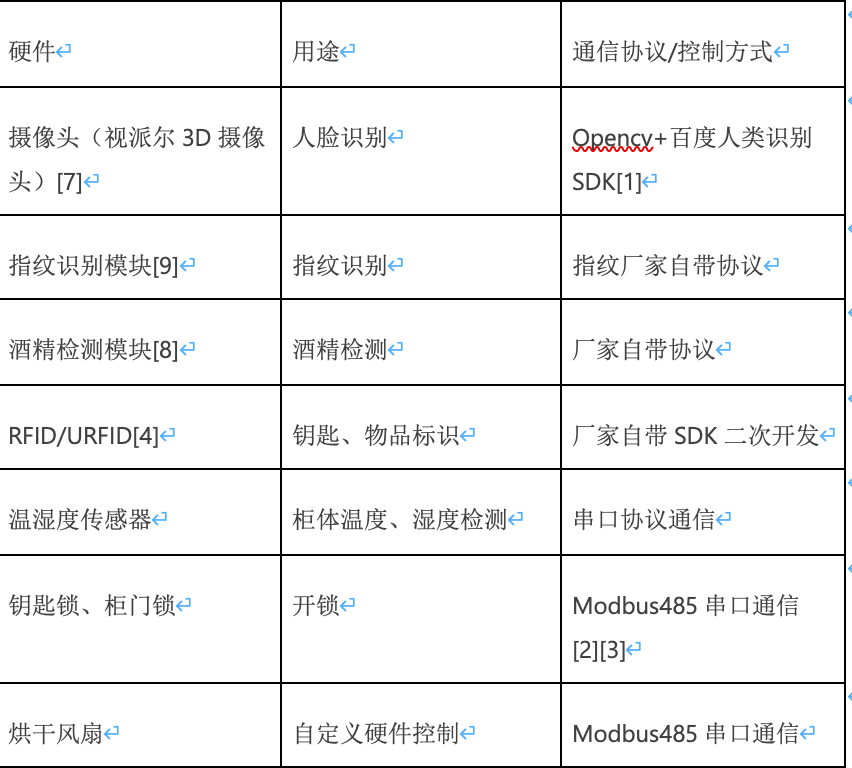 硬件 用途 通信协议/控制方式
摄像头（视派尔 3D 摄像 人脸识别 Opencv+百度人类识别
头）[7] SDK[1]
指纹识别模块[9] 指纹识别 指纹厂家自带协议
酒精检测模块[8] 酒精检测 厂家自带协议
RFID/URFID[4] 钥匙、物品标识 厂家自带 SDK 二次开发
温湿度传感器 柜体温度、湿度检测 串口协议通信
钥匙锁、柜门锁 开锁 Modbus485 串口通信
[2][3]
烘干风扇 自定义硬件控制 Modbus485 串口通信